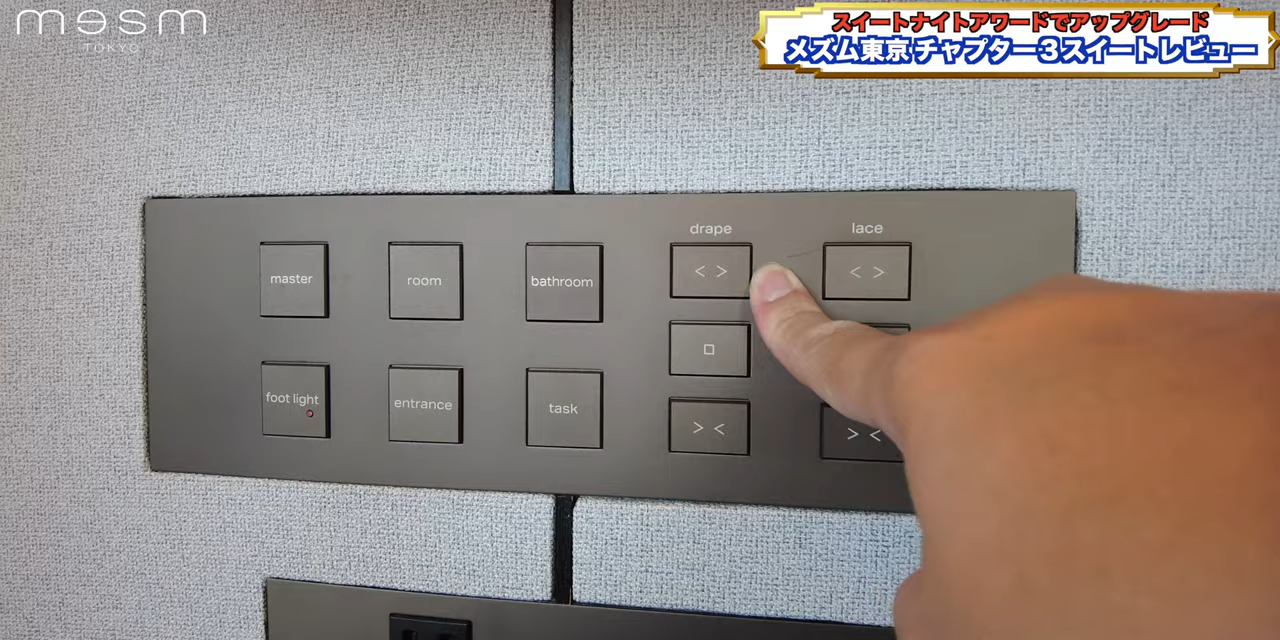 mesm
TOKYO
スイートナイトアワードでアップグレード
メズム東京 チャプター3スイートレビュー
drape
lace
master
room
bathroom
< >
< >
foot light
entrance
task
> <
> <